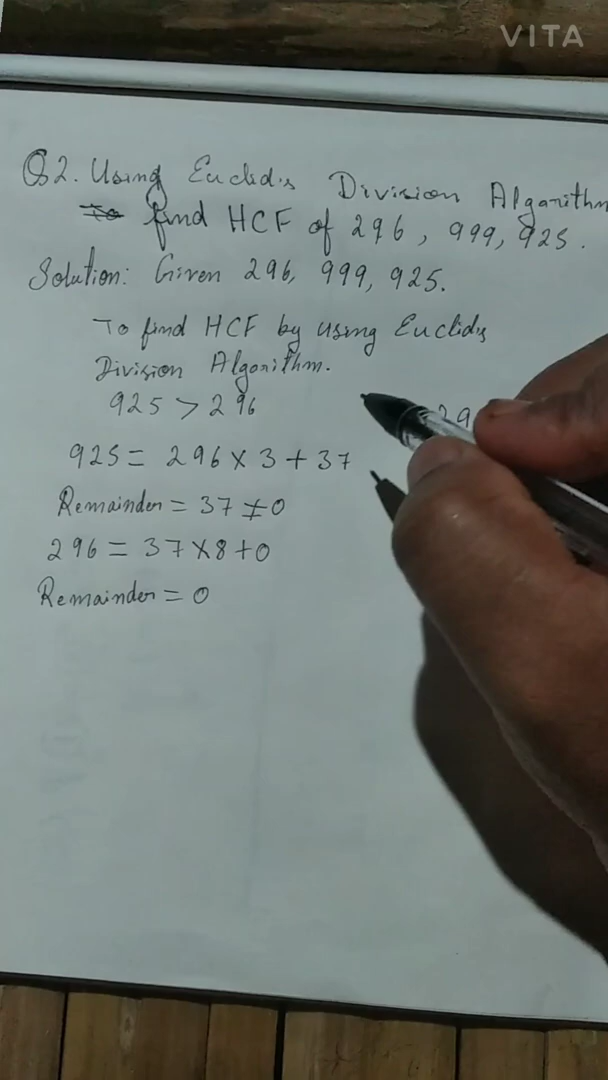 VITA
Q2. Using Euclid's Division Algorithm
find HCF of 296, 999, 925.
Solution: Given 296, 999, 925.
To find HCF by using Euclid's
Division Algorithm.
925 > 296
29
925 = 296 × 3 + 37
Remainder = 37 ≠ 0
296 = 37 × 8 + 0
Remainder = 0